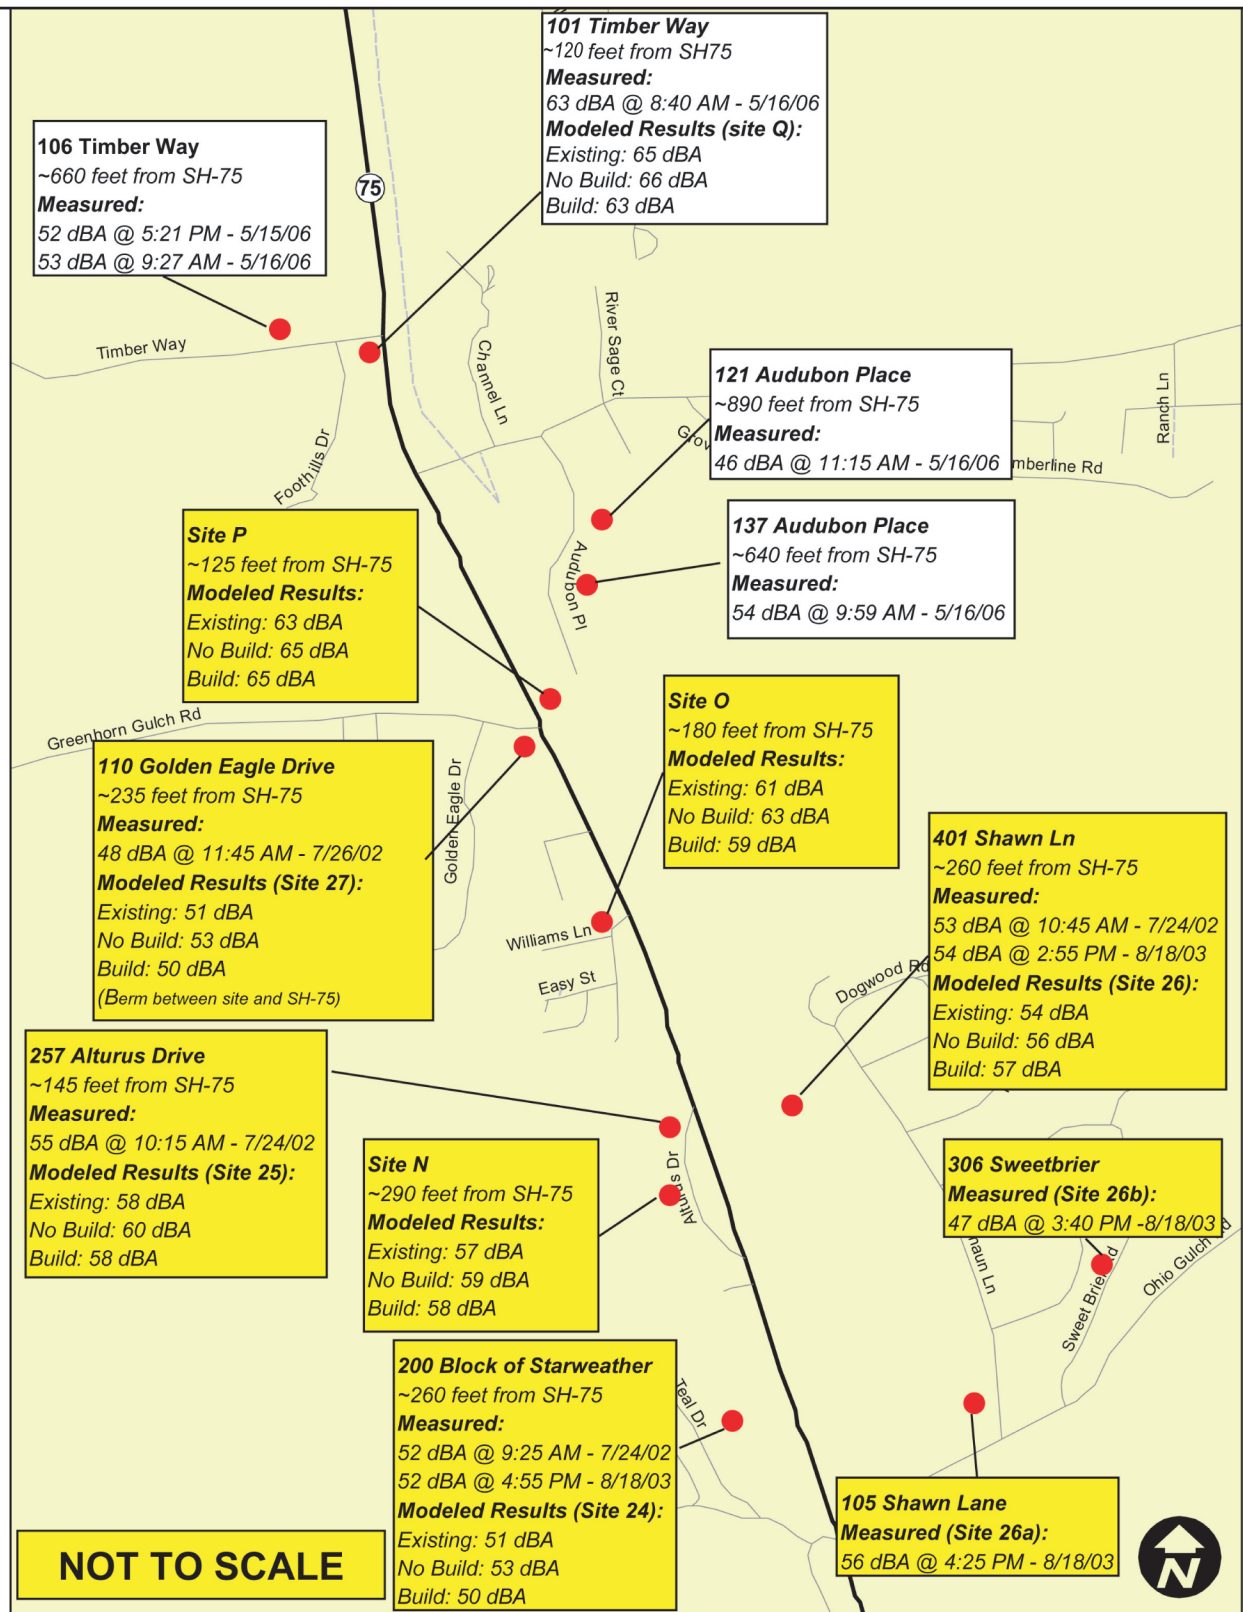 101 Timber Way
~120 feet from SH75
Measured:
63 dBA @ 8:40 AM - 5/16/06
Modeled Results (site Q):
Existing: 65 dBA
No Build: 66 dBA
Build: 63 dBA
106 Timber Way
~660 feet from SH-75
Measured:
52 dBA @ 5:21 PM - 5/15/06
53 dBA @ 9:27 AM - 5/16/06
75
Timber Way
Channel Ln
River Sage Ct
Foothills Dr
Ranch Ln
121 Audubon Place
~890 feet from SH-75
Measured:
46 dBA @ 11:15 AM - 5/16/06
Grov
mberline Rd
137 Audubon Place
~640 feet from SH-75
Measured:
54 dBA @ 9:59 AM - 5/16/06
Audubon Pl
Site P
~125 feet from SH-75
Modeled Results:
Existing: 63 dBA
No Build: 65 dBA
Build: 65 dBA
Greenhorn Gulch Rd
Site O
~180 feet from SH-75
Modeled Results:
Existing: 61 dBA
No Build: 63 dBA
Build: 59 dBA
110 Golden Eagle Drive
~235 feet from SH-75
Measured:
48 dBA @ 11:45 AM - 7/26/02
Modeled Results (Site 27):
Existing: 51 dBA
No Build: 53 dBA
Build: 50 dBA
(Berm between site and SH-75)
Golden Eagle Dr
Williams Ln
Easy St
Dogwood Rd
401 Shawn Ln
~260 feet from SH-75
Measured:
53 dBA @ 10:45 AM - 7/24/02
54 dBA @ 2:55 PM - 8/18/03
Modeled Results (Site 26):
Existing: 54 dBA
No Build: 56 dBA
Build: 57 dBA
257 Alturus Drive
~145 feet from SH-75
Measured:
55 dBA @ 10:15 AM - 7/24/02
Modeled Results (Site 25):
Existing: 58 dBA
No Build: 60 dBA
Build: 58 dBA
Site N
~290 feet from SH-75
Modeled Results:
Existing: 57 dBA
No Build: 59 dBA
Build: 58 dBA
Alturus Dr
306 Sweetbrier
Measured (Site 26b):
47 dBA @ 3:40 PM -8/18/03
haun Ln
Sweet Brier Rd
Ohio Gulch Rd
200 Block of Starweather
~260 feet from SH-75
Measured:
52 dBA @ 9:25 AM - 7/24/02
52 dBA @ 4:55 PM - 8/18/03
Modeled Results (Site 24):
Existing: 51 dBA
No Build: 53 dBA
Build: 50 dBA
Teal Dr
105 Shawn Lane
Measured (Site 26a):
56 dBA @ 4:25 PM - 8/18/03
NOT TO SCALE
N